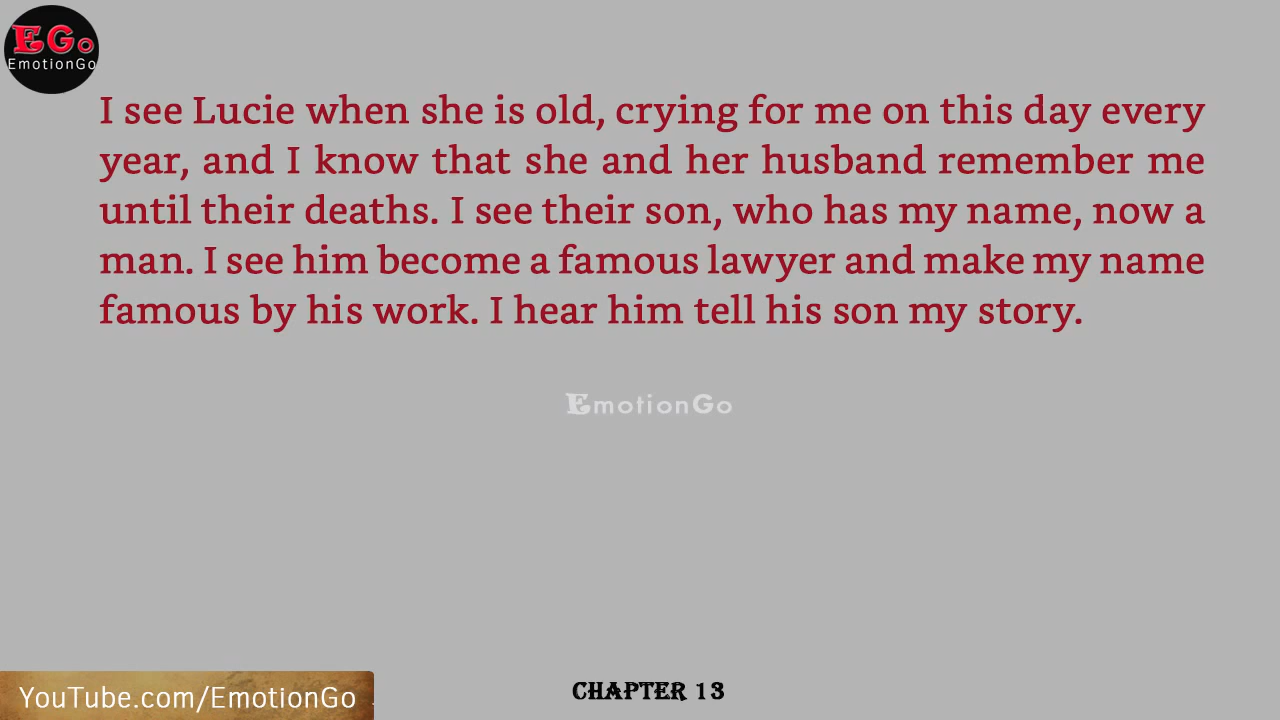 EGo
EmotionGo
I see Lucie when she is old, crying for me on this day every
year, and I know that she and her husband remember me
until their deaths. I see their son, who has my name, now a
man. I see him become a famous lawyer and make my name
famous by his work. I hear him tell his son my story.
EmotionGo
YouTube.com/EmotionGo
CHAPTER 13